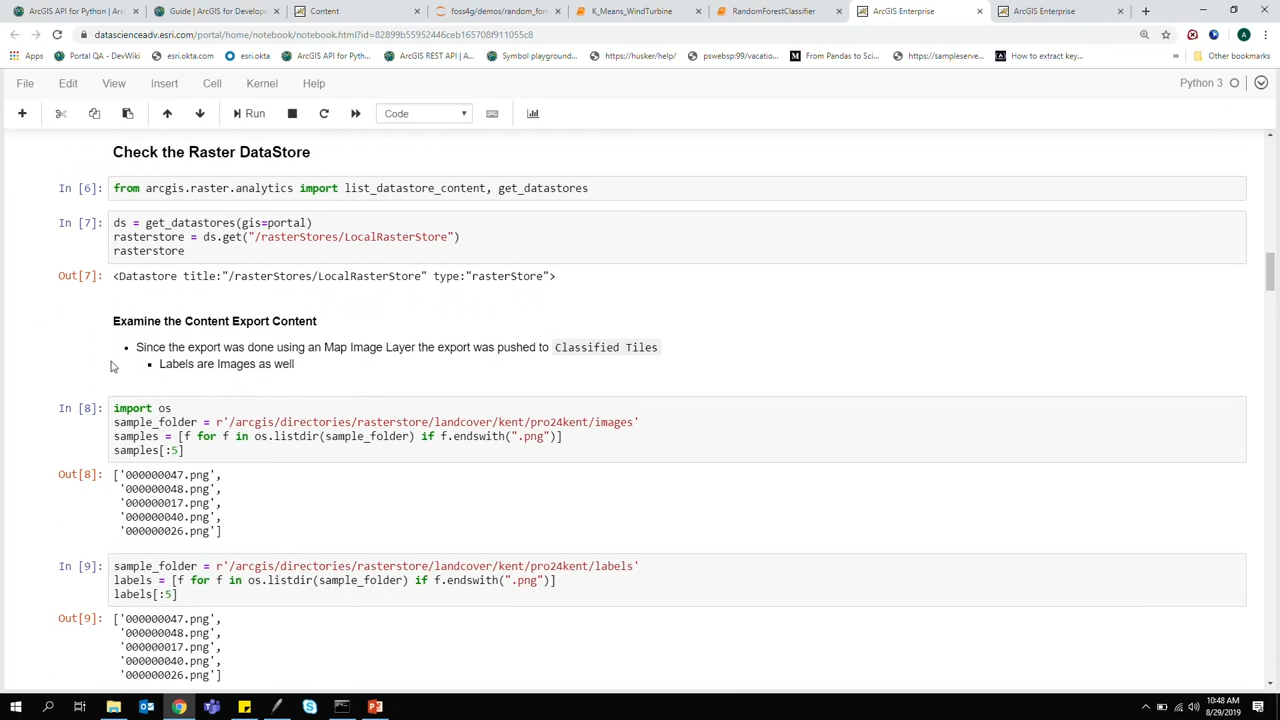 ArcGIS API for Python | Arc
Guide | ArcGIS for Develope
Content
foss4g/demos/random_for
K_Means_WindTurbine
RandomForestClassifier
ArcGIS Enterprise
ArcGIS Enterprise
datascienceadv.esri.com/portal/home/notebook/notebook.html?id=82899b55952446ceb165708f911055c8
Apps
Portal QA - DevWiki
esri.okta.com
esri.okta.com
ArcGIS API for Pyth...
ArcGIS REST API | A...
Symbol playground...
https://husker/help/
pswebsp:99/vacatio...
From Pandas to Sci...
https://sampleserve...
How to extract key...
Other bookmarks
File Edit View Insert Cell Kernel Help
Python 3
Run
Code
Check the Raster DataStore
In [6]: from arcgis.raster.analytics import list_datastore_content, get_datastores
In [7]: ds = get_datastores(gis=portal)
rasterstore = ds.get("/rasterStores/LocalRasterStore")
rasterstore
Out[7]: <Datastore title:"/rasterStores/LocalRasterStore" type:"rasterStore">
Examine the Content Export Content
• Since the export was done using an Map Image Layer the export was pushed to Classified Tiles
▪ Labels are Images as well
In [8]: import os
sample_folder = r'/arcgis/directories/rasterstore/landcover/kent/pro24kent/images'
samples = [f for f in os.listdir(sample_folder) if f.endswith(".png")]
samples[:5]
Out[8]: ['000000047.png',
'000000048.png',
'000000017.png',
'000000040.png',
'000000026.png']
In [9]: sample_folder = r'/arcgis/directories/rasterstore/landcover/kent/pro24kent/labels'
labels = [f for f in os.listdir(sample_folder) if f.endswith(".png")]
labels[:5]
Out[9]: ['000000047.png',
'000000048.png',
'000000017.png',
'000000040.png',
'000000026.png']
10:48 AM
8/29/2019